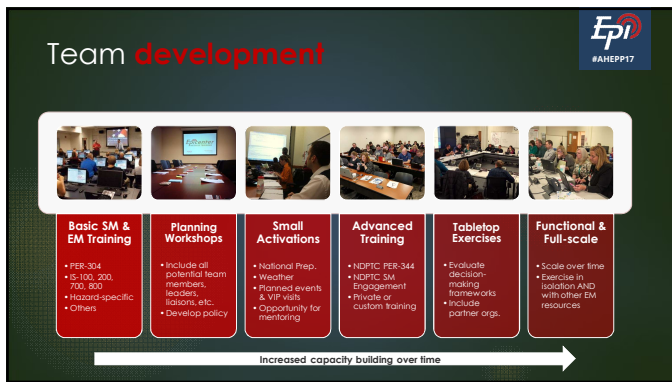 Team development
Epi
#AHEPP17
Basic SM &
EM Training
• PER-304
• IS-100, 200,
700, 800
• Hazard-specific
• Others
Planning
Workshops
• Include all
potential team
members,
leaders,
liaisons, etc.
• Develop policy
Small
Activations
• National Prep.
• Weather
• Planned events
& VIP visits
• Opportunity for
mentoring
Advanced
Training
• NDPTC PER-344
• NDPTC SM
Engagement
• Private or
custom training
Tabletop
Exercises
• Evaluate
decision-
making
frameworks
• Include
partner orgs.
Functional &
Full-scale
• Scale over time
• Exercise in
isolation AND
with other EM
resources
Increased capacity building over time